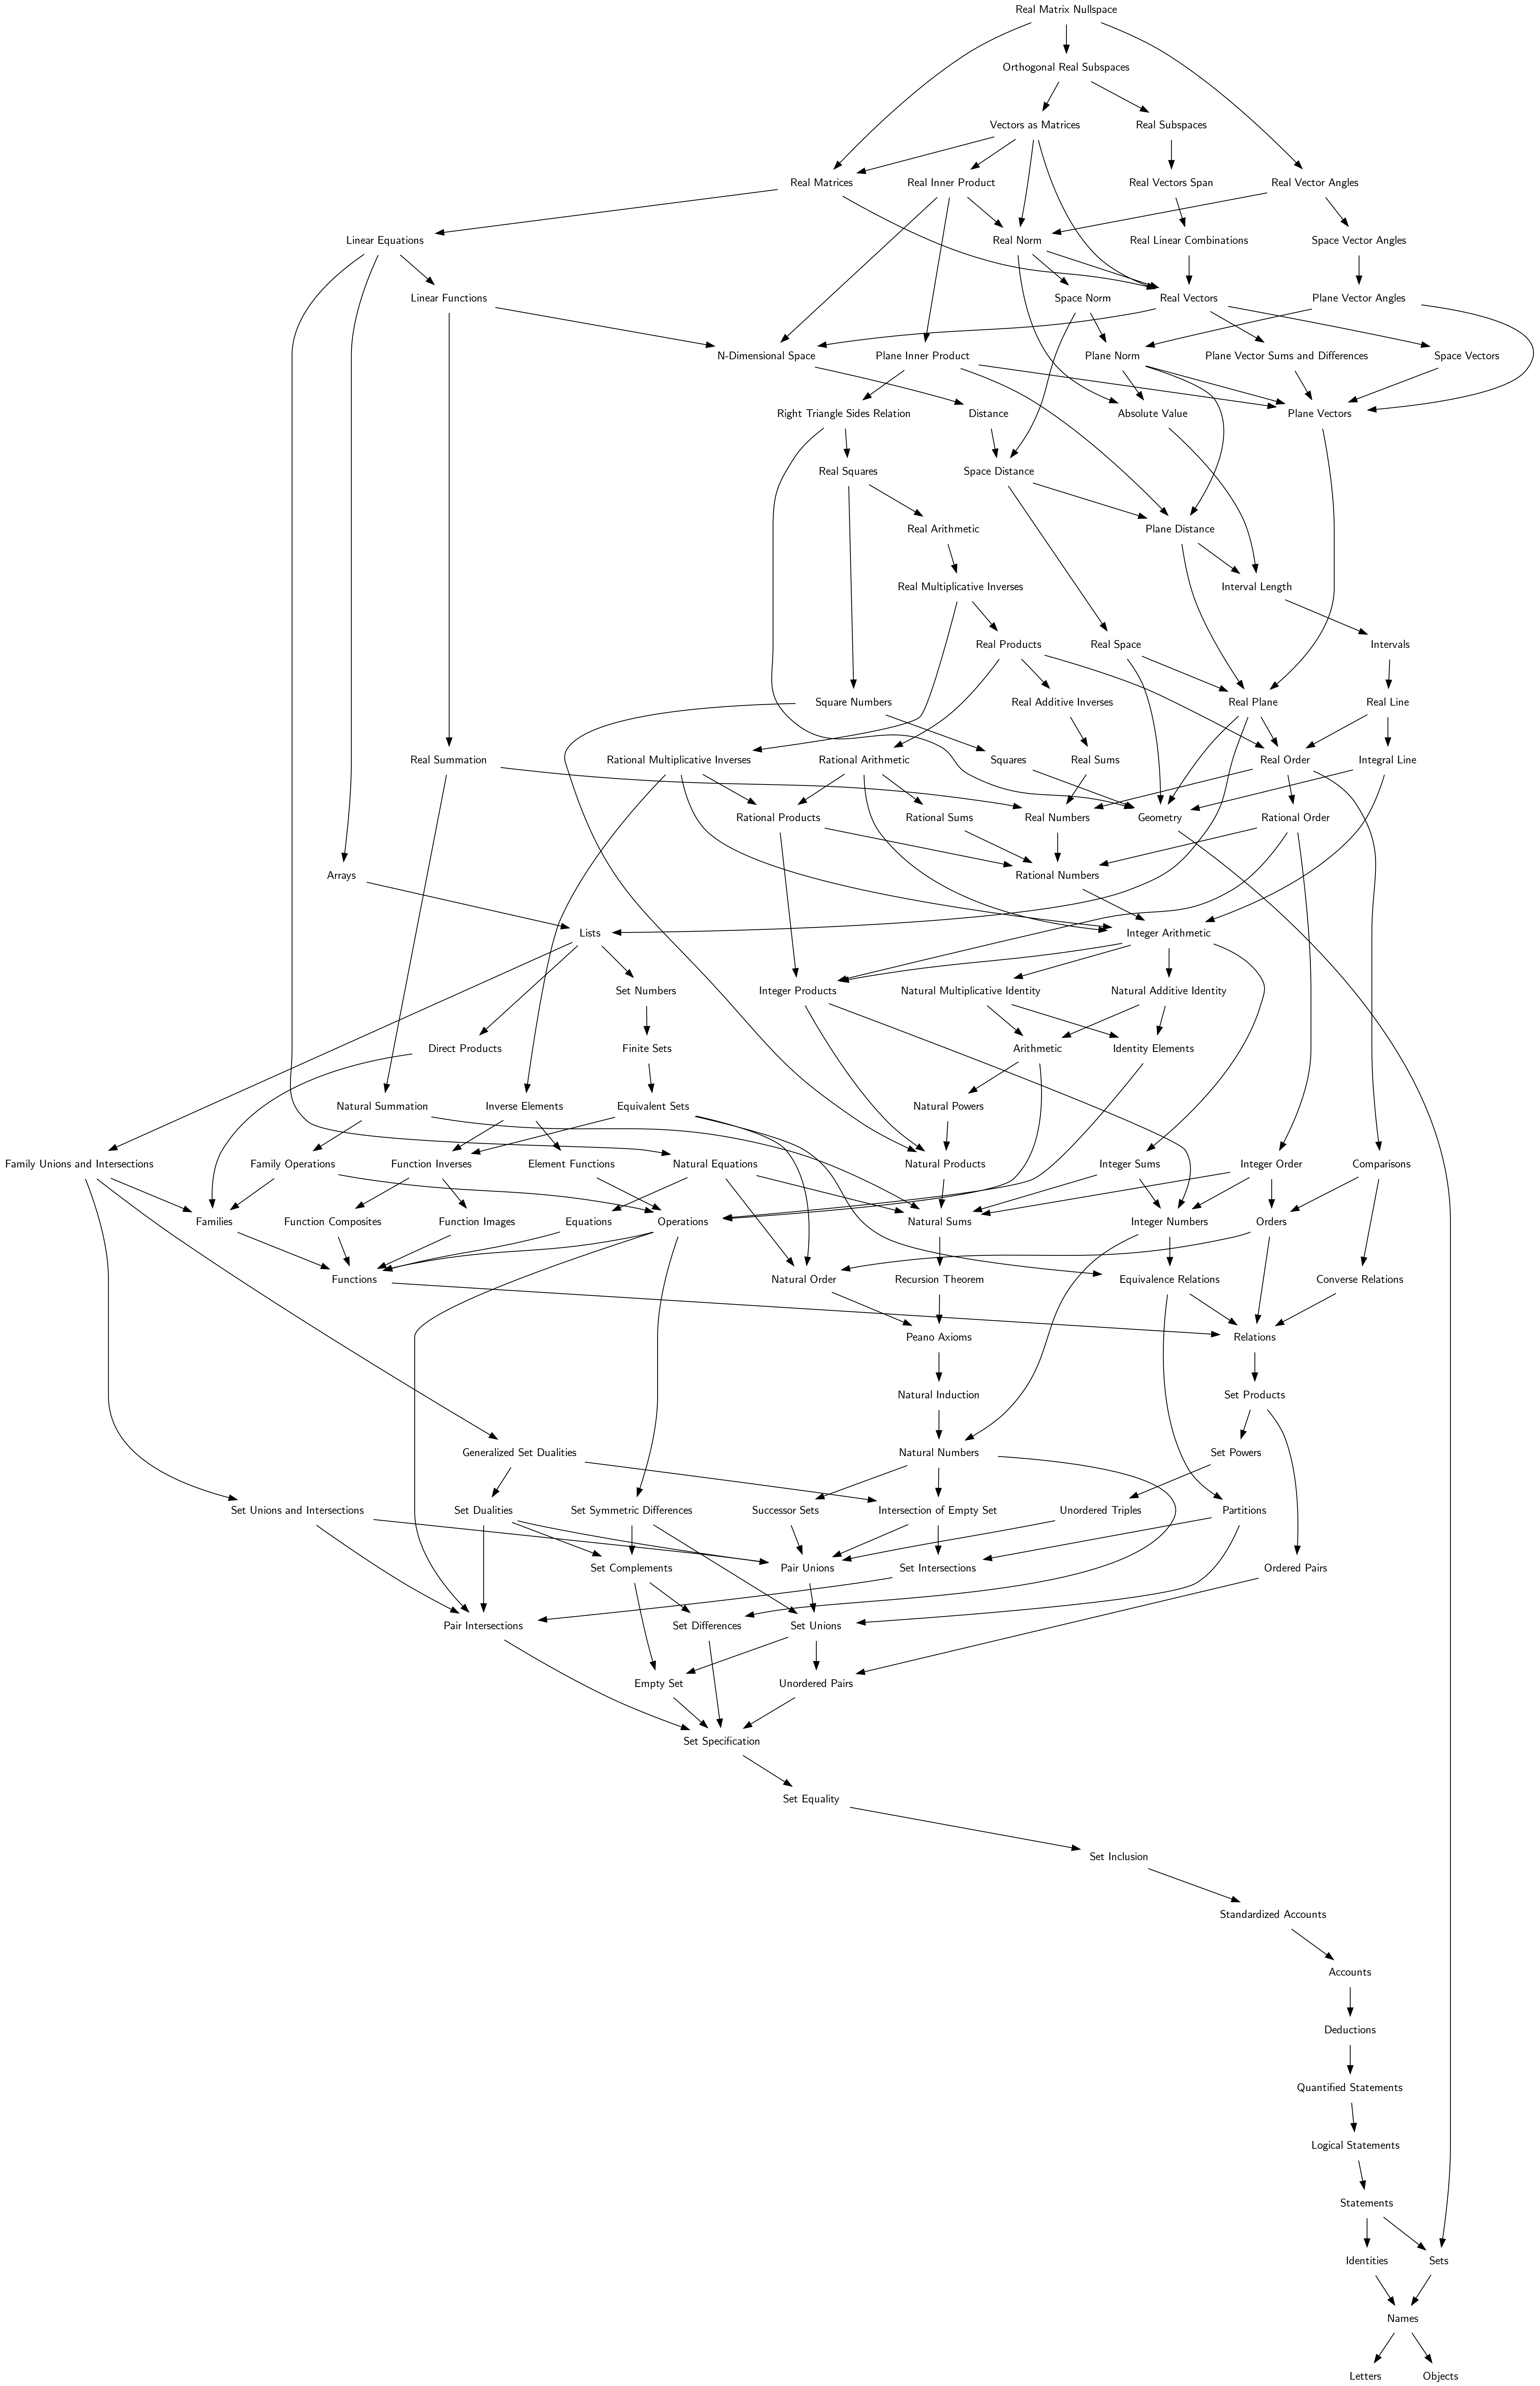 Real Matrix Nullspace
Orthogonal Real Subspaces
Vectors as Matrices
Real Subspaces
Real Matrices
Real Inner Product
Real Vectors Span
Real Vector Angles
Linear Equations
Real Norm
Real Linear Combinations
Space Vector Angles
Linear Functions
Space Norm
Real Vectors
Plane Vector Angles
N-Dimensional Space
Plane Inner Product
Plane Norm
Plane Vector Sums and Differences
Space Vectors
Right Triangle Sides Relation
Distance
Absolute Value
Plane Vectors
Real Squares
Space Distance
Real Arithmetic
Plane Distance
Real Multiplicative Inverses
Interval Length
Real Products
Real Space
Intervals
Square Numbers
Real Additive Inverses
Real Plane
Real Line
Real Summation
Rational Multiplicative Inverses
Rational Arithmetic
Squares
Real Sums
Real Order
Integral Line
Rational Products
Rational Sums
Real Numbers
Geometry
Rational Order
Arrays
Rational Numbers
Lists
Integer Arithmetic
Set Numbers
Integer Products
Natural Multiplicative Identity
Natural Additive Identity
Direct Products
Finite Sets
Arithmetic
Identity Elements
Natural Summation
Inverse Elements
Equivalent Sets
Natural Powers
Family Unions and Intersections
Family Operations
Function Inverses
Element Functions
Natural Equations
Natural Products
Integer Sums
Integer Order
Comparisons
Families
Function Composites
Function Images
Equations
Operations
Natural Sums
Integer Numbers
Orders
Functions
Natural Order
Recursion Theorem
Equivalence Relations
Converse Relations
Peano Axioms
Relations
Natural Induction
Set Products
Generalized Set Dualities
Natural Numbers
Set Powers
Set Unions and Intersections
Set Dualities
Set Symmetric Differences
Successor Sets
Intersection of Empty Set
Unordered Triples
Partitions
Set Complements
Pair Unions
Set Intersections
Ordered Pairs
Pair Intersections
Set Differences
Set Unions
Empty Set
Unordered Pairs
Set Specification
Set Equality
Set Inclusion
Standardized Accounts
Accounts
Deductions
Quantified Statements
Logical Statements
Statements
Identities
Sets
Names
Letters
Objects